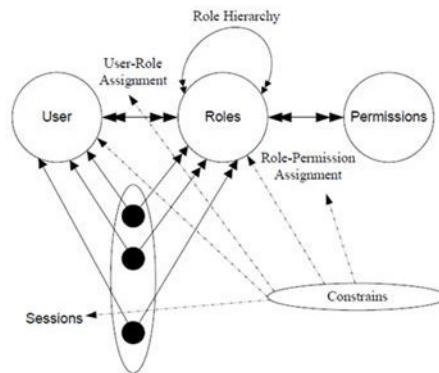 Role Hierarchy
User-Role
Assignment
User
Roles
Permissions
Role-Permission
Assignment
Constrains
Sessions